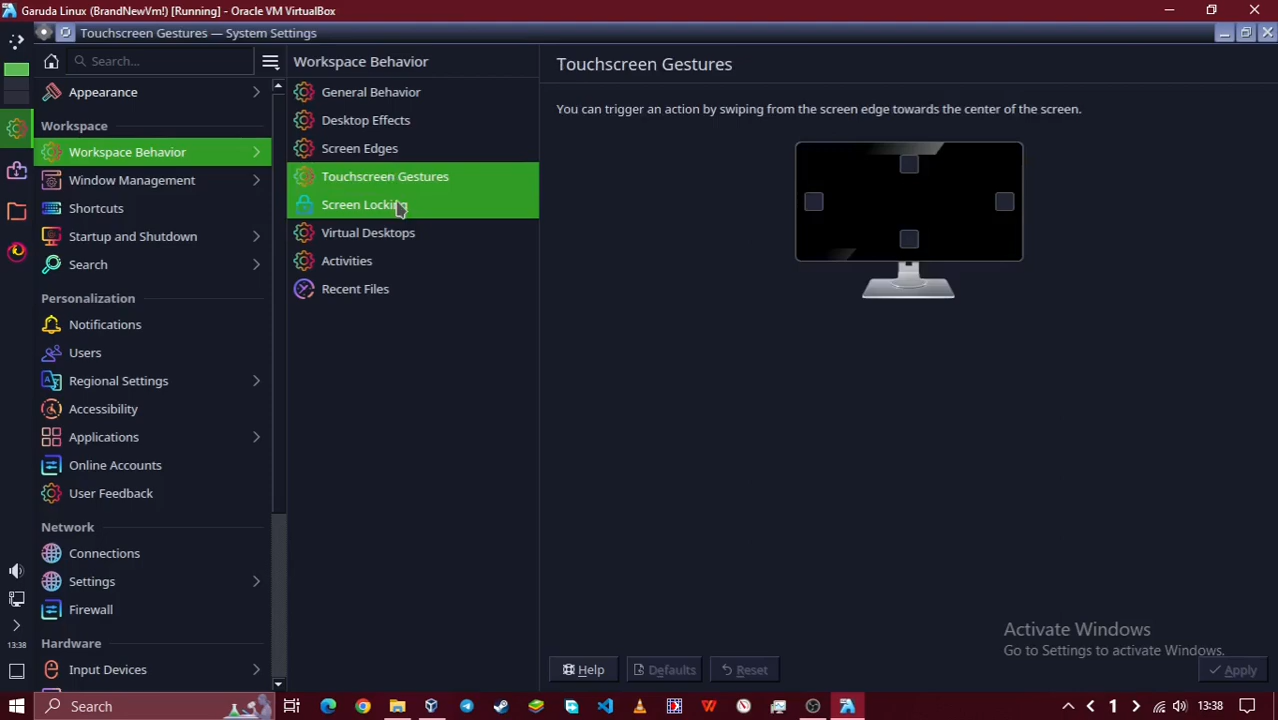 Garuda Linux (BrandNewVm!) [Running] - Oracle VM VirtualBox
Touchscreen Gestures — System Settings
Search...
Appearance
Workspace
Workspace Behavior
Window Management
Shortcuts
Startup and Shutdown
Search
Personalization
Notifications
Users
Regional Settings
Accessibility
Applications
Online Accounts
User Feedback
Network
Connections
Settings
Firewall
Hardware
Input Devices
Workspace Behavior
General Behavior
Desktop Effects
Screen Edges
Touchscreen Gestures
Screen Locking
Virtual Desktops
Activities
Recent Files
Touchscreen Gestures
You can trigger an action by swiping from the screen edge towards the center of the screen.
Activate Windows
Go to Settings to activate Windows.
Help
Defaults
Reset
Apply
13:38
Search
1
13:38